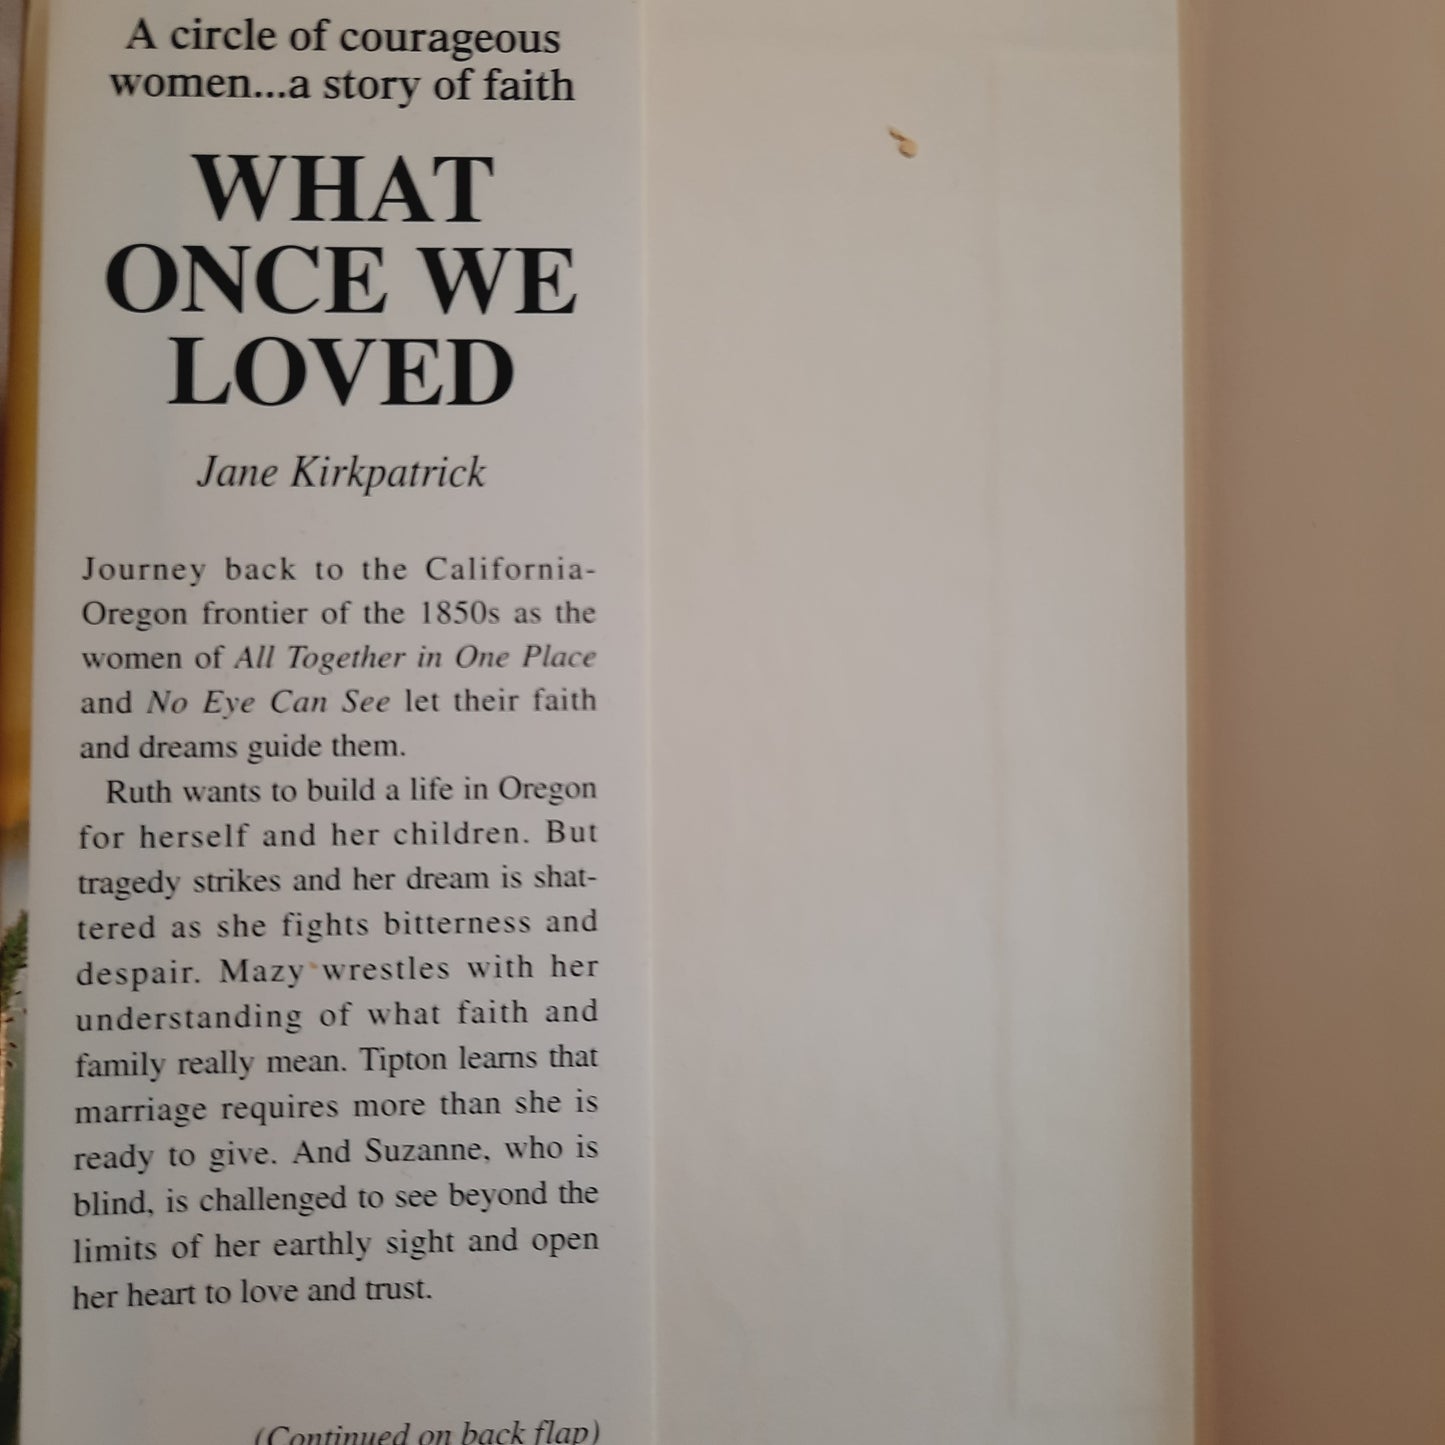 A circle of courageous
women...a story of faith
WHAT
ONCE WE
LOVED
Jane Kirkpatrick
Journey back to the California-
Oregon frontier of the 1850s as the
women of All Together in One Place
and No Eye Can See let their faith
and dreams guide them.
Ruth wants to build a life in Oregon
for herself and her children. But
tragedy strikes and her dream is shat-
tered as she fights bitterness and
despair. Mazy wrestles with her
understanding of what faith and
family really mean. Tipton learns that
marriage requires more than she is
ready to give. And Suzanne, who is
blind, is challenged to see beyond the
limits of her earthly sight and open
her heart to love and trust.
(Continued on back flap)